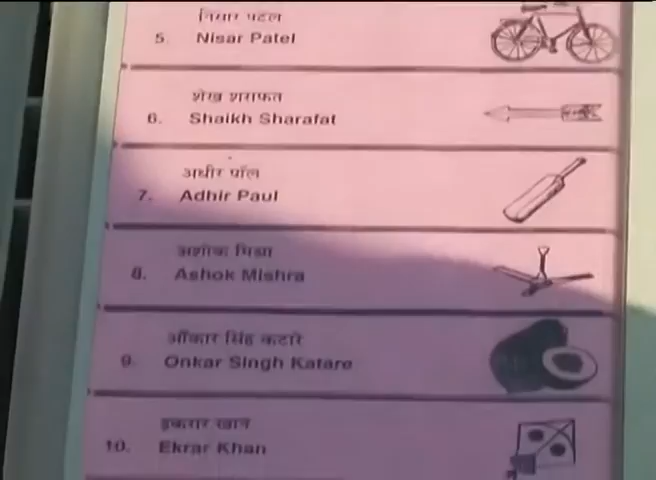 निसार पटेल
5. Nisar Patel
शेख शराफत
6. Shaikh Sharafat
अधीर पॉल
7. Adhir Paul
अशोक मिश्रा
8. Ashok Mishra
ओंकार सिंह कटारे
9. Onkar Singh Katare
इकरार खान
10. Ekrar Khan